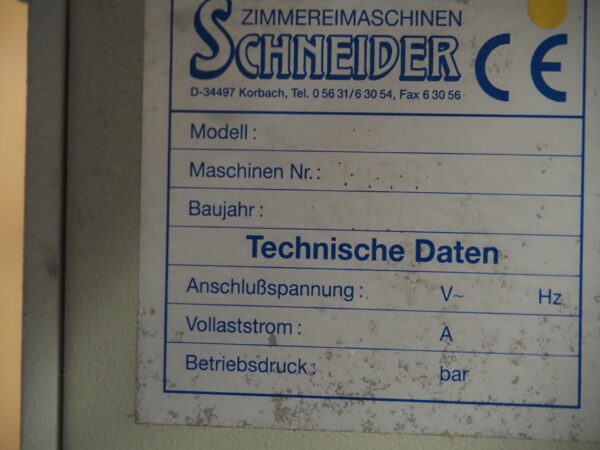 ZIMMEREIMASCHINEN
SCHNEIDER CE
D-34497 Korbach, Tel. 0 56 31/6 30 54, Fax 6 30 56
Modell :
Maschinen Nr.:
Baujahr :
Technische Daten
Anschlußspannung : V~ Hz
Vollaststrom : A
Betriebsdruck : bar